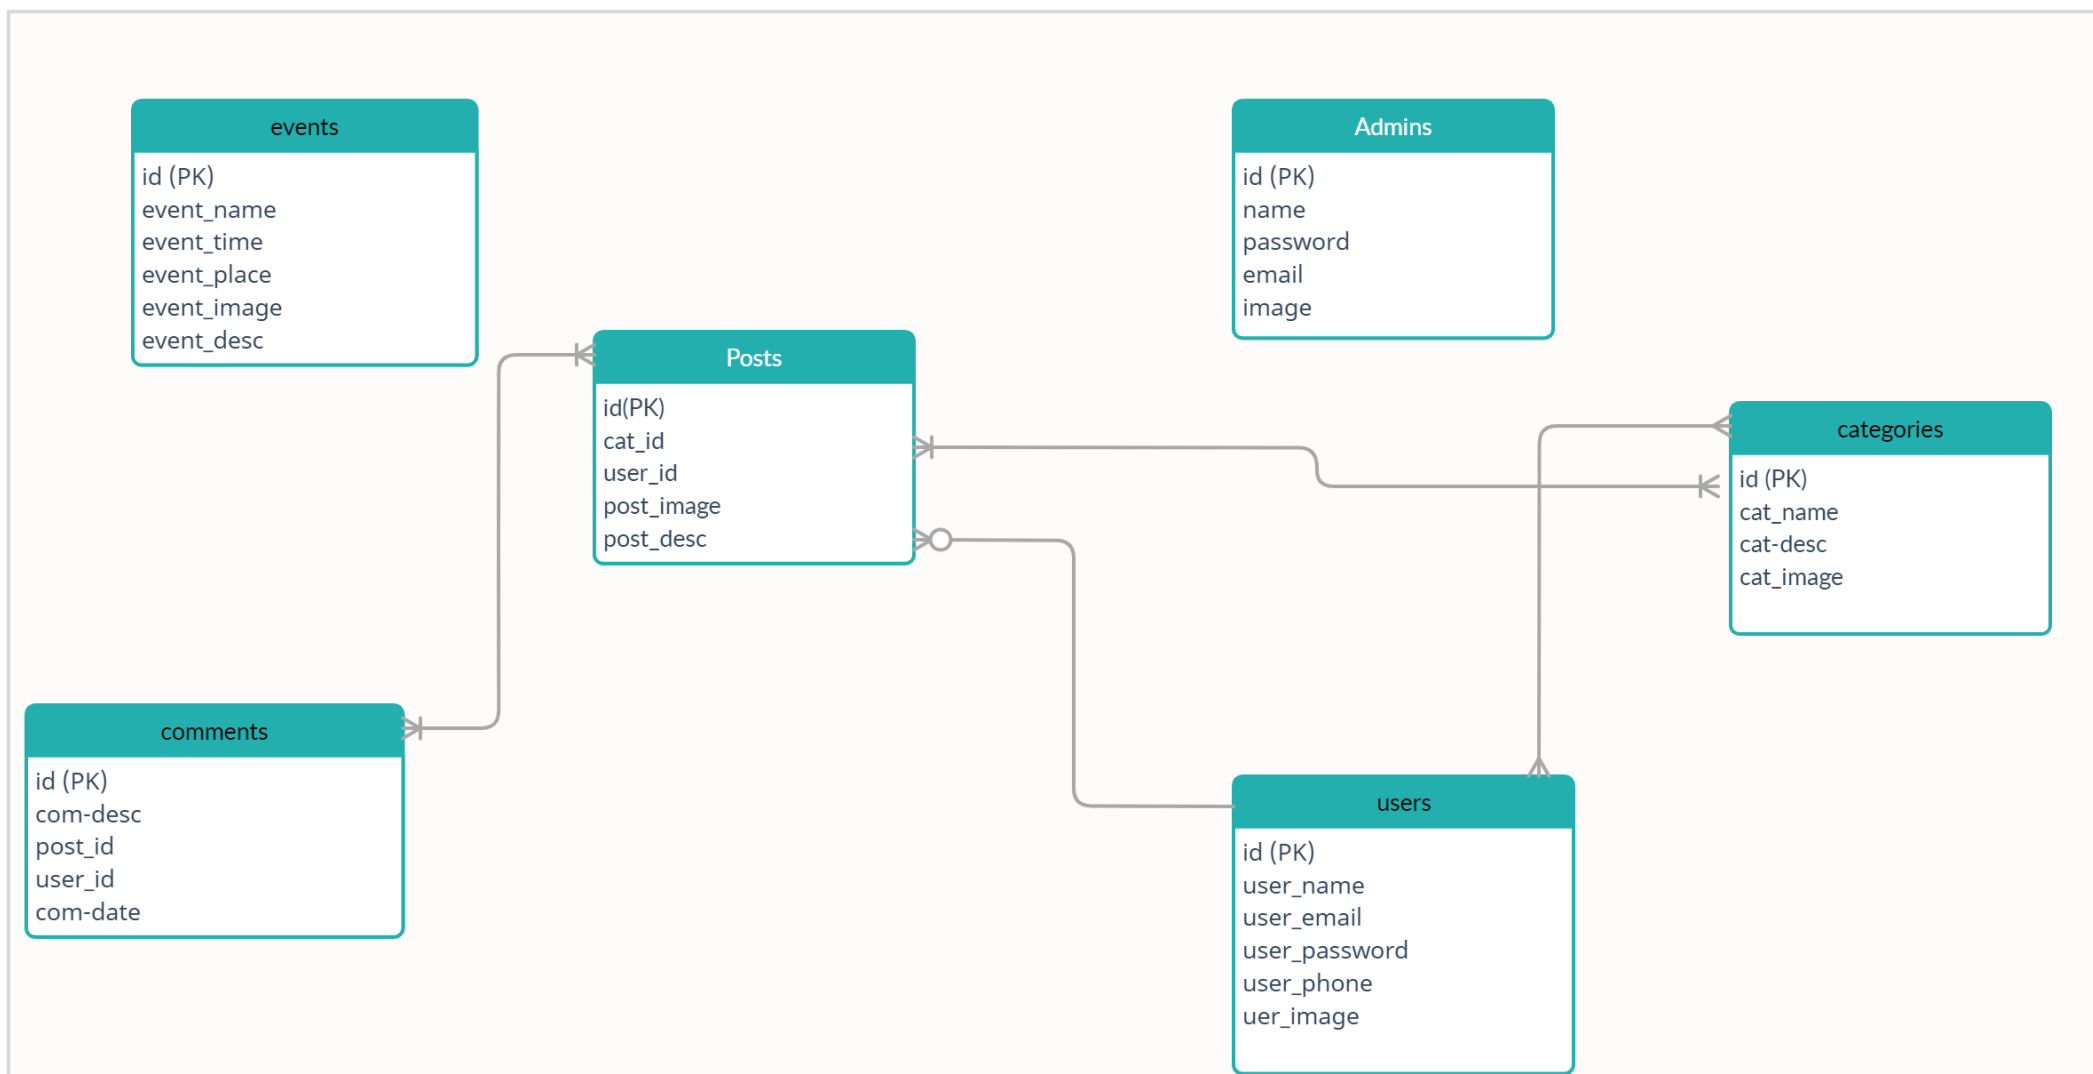 events
id (PK)
event_name
event_time
event_place
event_image
event_desc
Admins
id (PK)
name
password
email
image
Posts
id(PK)
cat_id
user_id
post_image
post_desc
categories
id (PK)
cat_name
cat-desc
cat_image
comments
id (PK)
com-desc
post_id
user_id
com-date
users
id (PK)
user_name
user_email
user_password
user_phone
uer_image